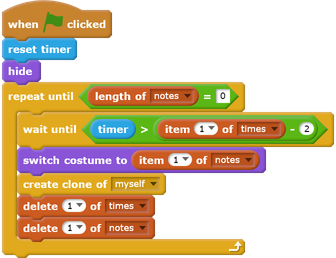 when clicked
reset timer
hide
repeat until length of notes = 0
wait until timer > item 1 of times - 2
switch costume to item 1 of notes
create clone of myself
delete 1 of times
delete 1 of notes